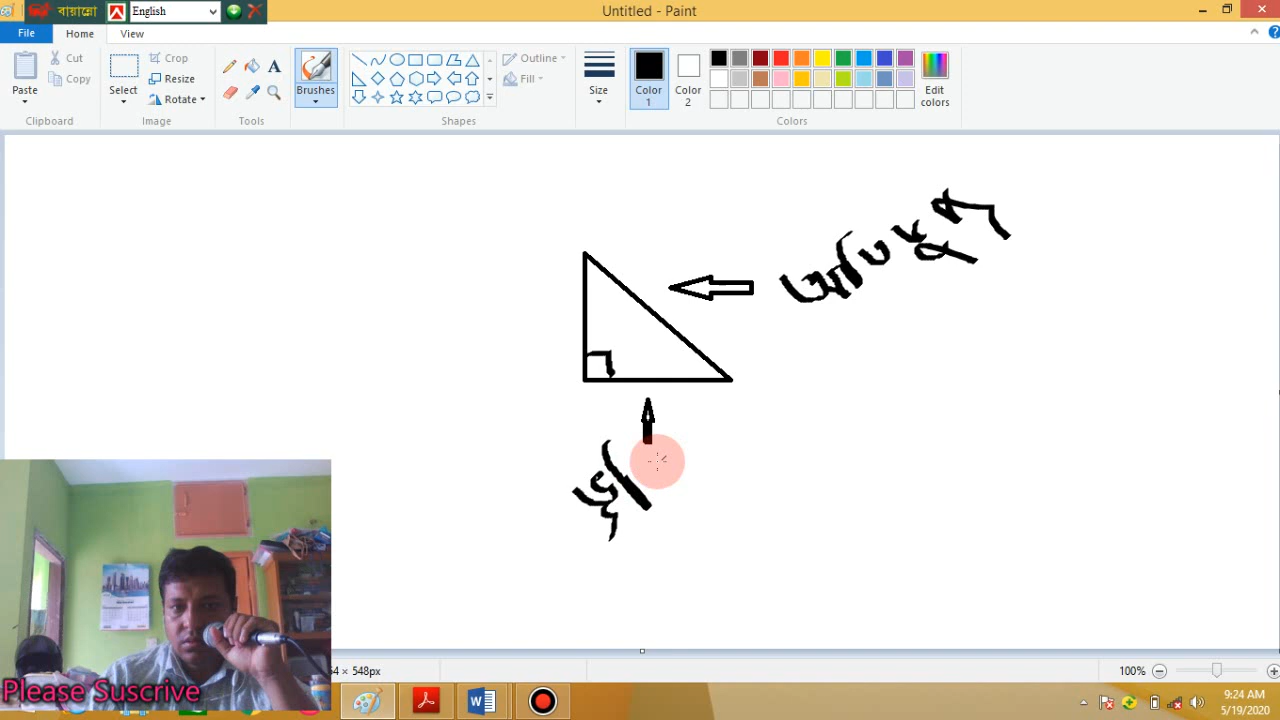 বায়ান্নো
English
Untitled - Paint
File
Home
View
Paste
Cut
Copy
Clipboard
Select
Crop
Resize
Rotate
Image
Tools
Brushes
Shapes
Outline
Fill
Size
Color 1
Color 2
Edit colors
Colors
Please Suscrive
× 548px
100%
9:24 AM
5/19/2020